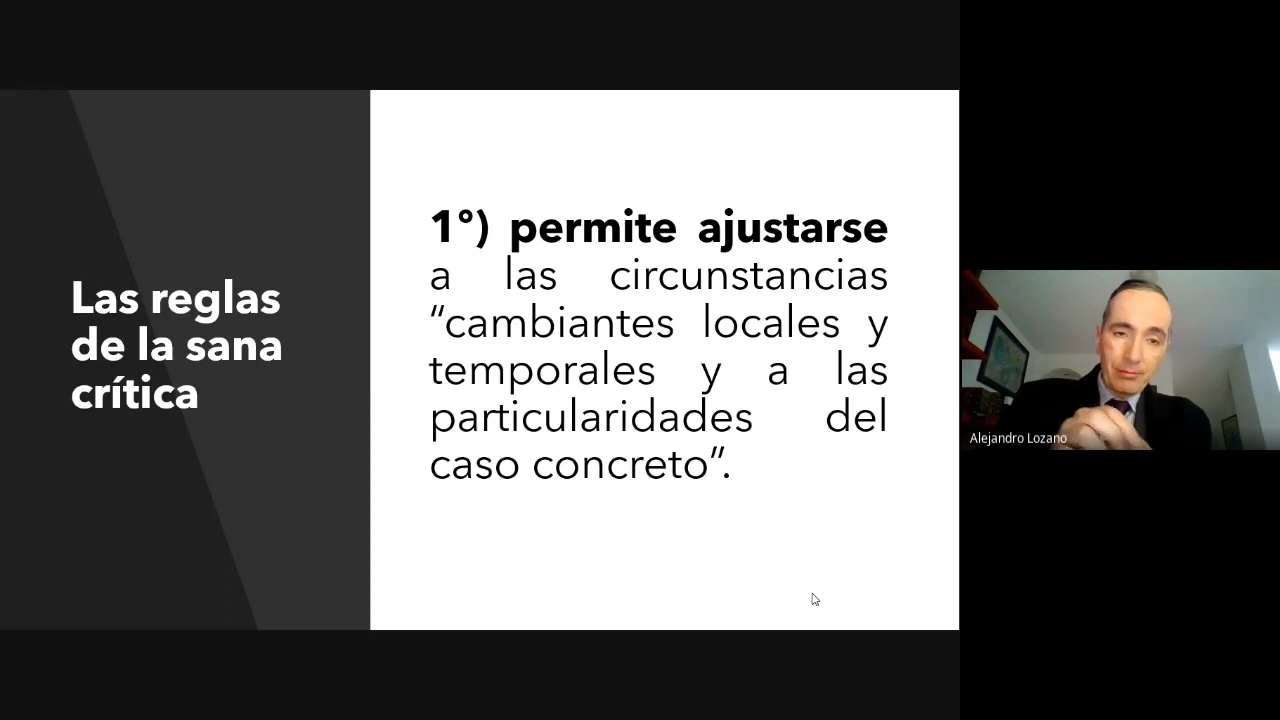 Las reglas
de la sana
crítica
1°) permite ajustarse
a las circunstancias
“cambiantes locales y
temporales y a las
particularidades del
caso concreto”.
Alejandro Lozano